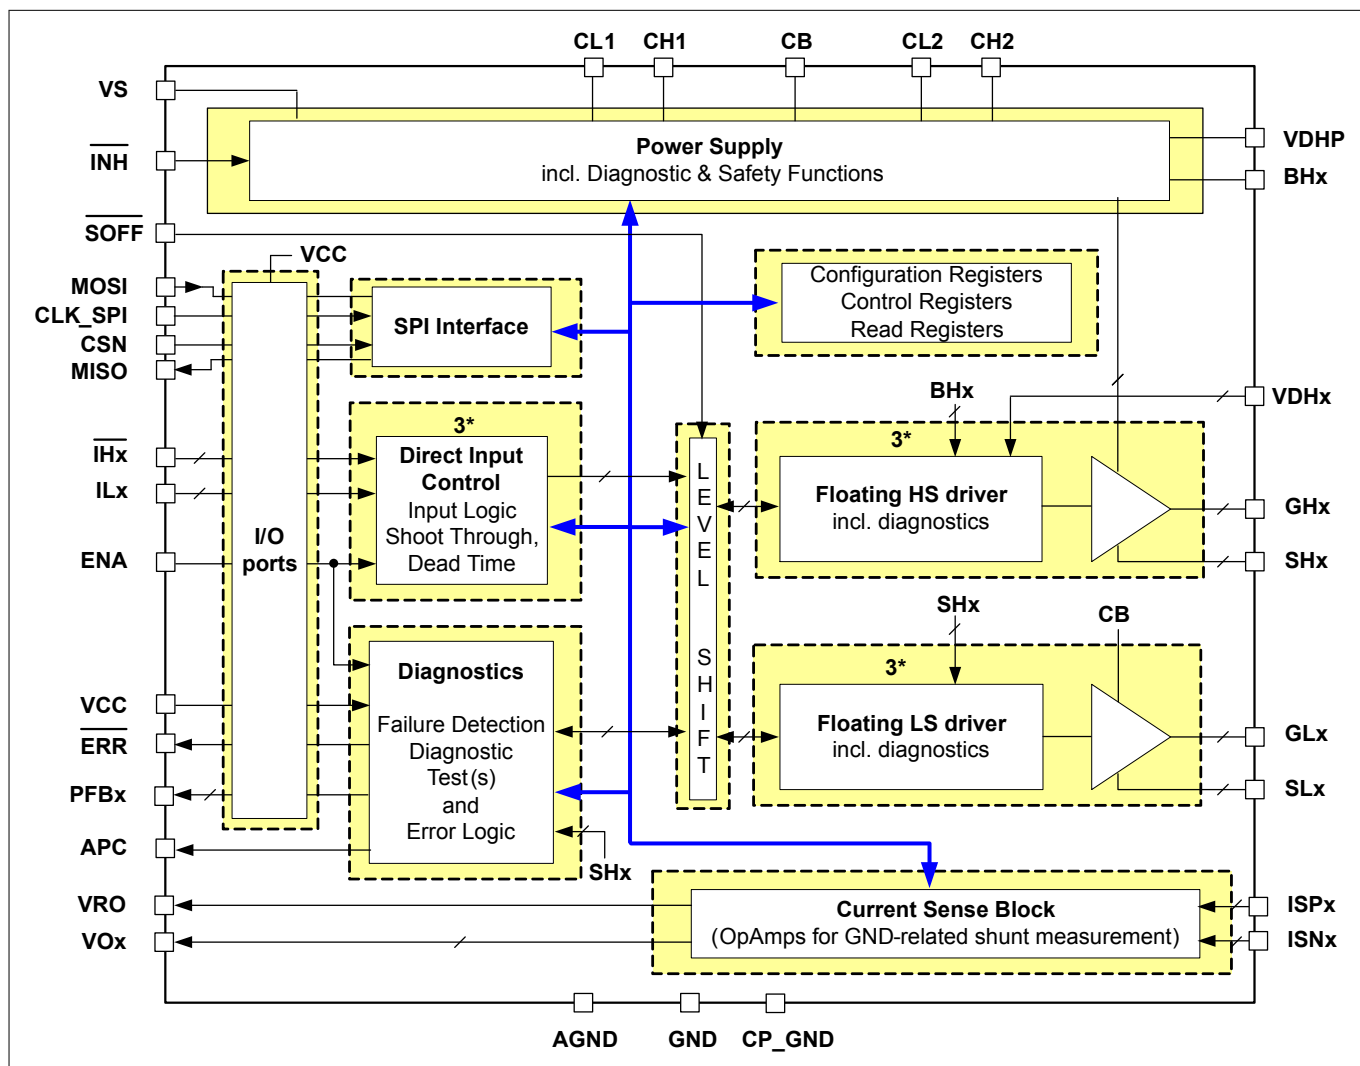 CL1 CH1 CB CL2 CH2
VS
INH
SOFF
Power Supply
incl. Diagnostic & Safety Functions
VDHP
BHx
VCC
MOSI
CLK_SPI
CSN
MISO
SPI Interface
Configuration Registers
Control Registers
Read Registers
IHx
ILx
ENA
I/O
ports
3*
Direct Input
Control
Input Logic
Shoot Through,
Dead Time
LEVEL SHIFT
BHx
VDHx
3*
Floating HS driver
incl. diagnostics
GHx
SHx
SHx
CB
3*
Floating LS driver
incl. diagnostics
GLx
SLx
VCC
ERR
PFBx
APC
Diagnostics
Failure Detection
Diagnostic
Test(s)
and
Error Logic
SHx
VRO
VOx
Current Sense Block
(OpAmps for GND-related shunt measurement)
ISPx
ISNx
AGND GND CP_GND